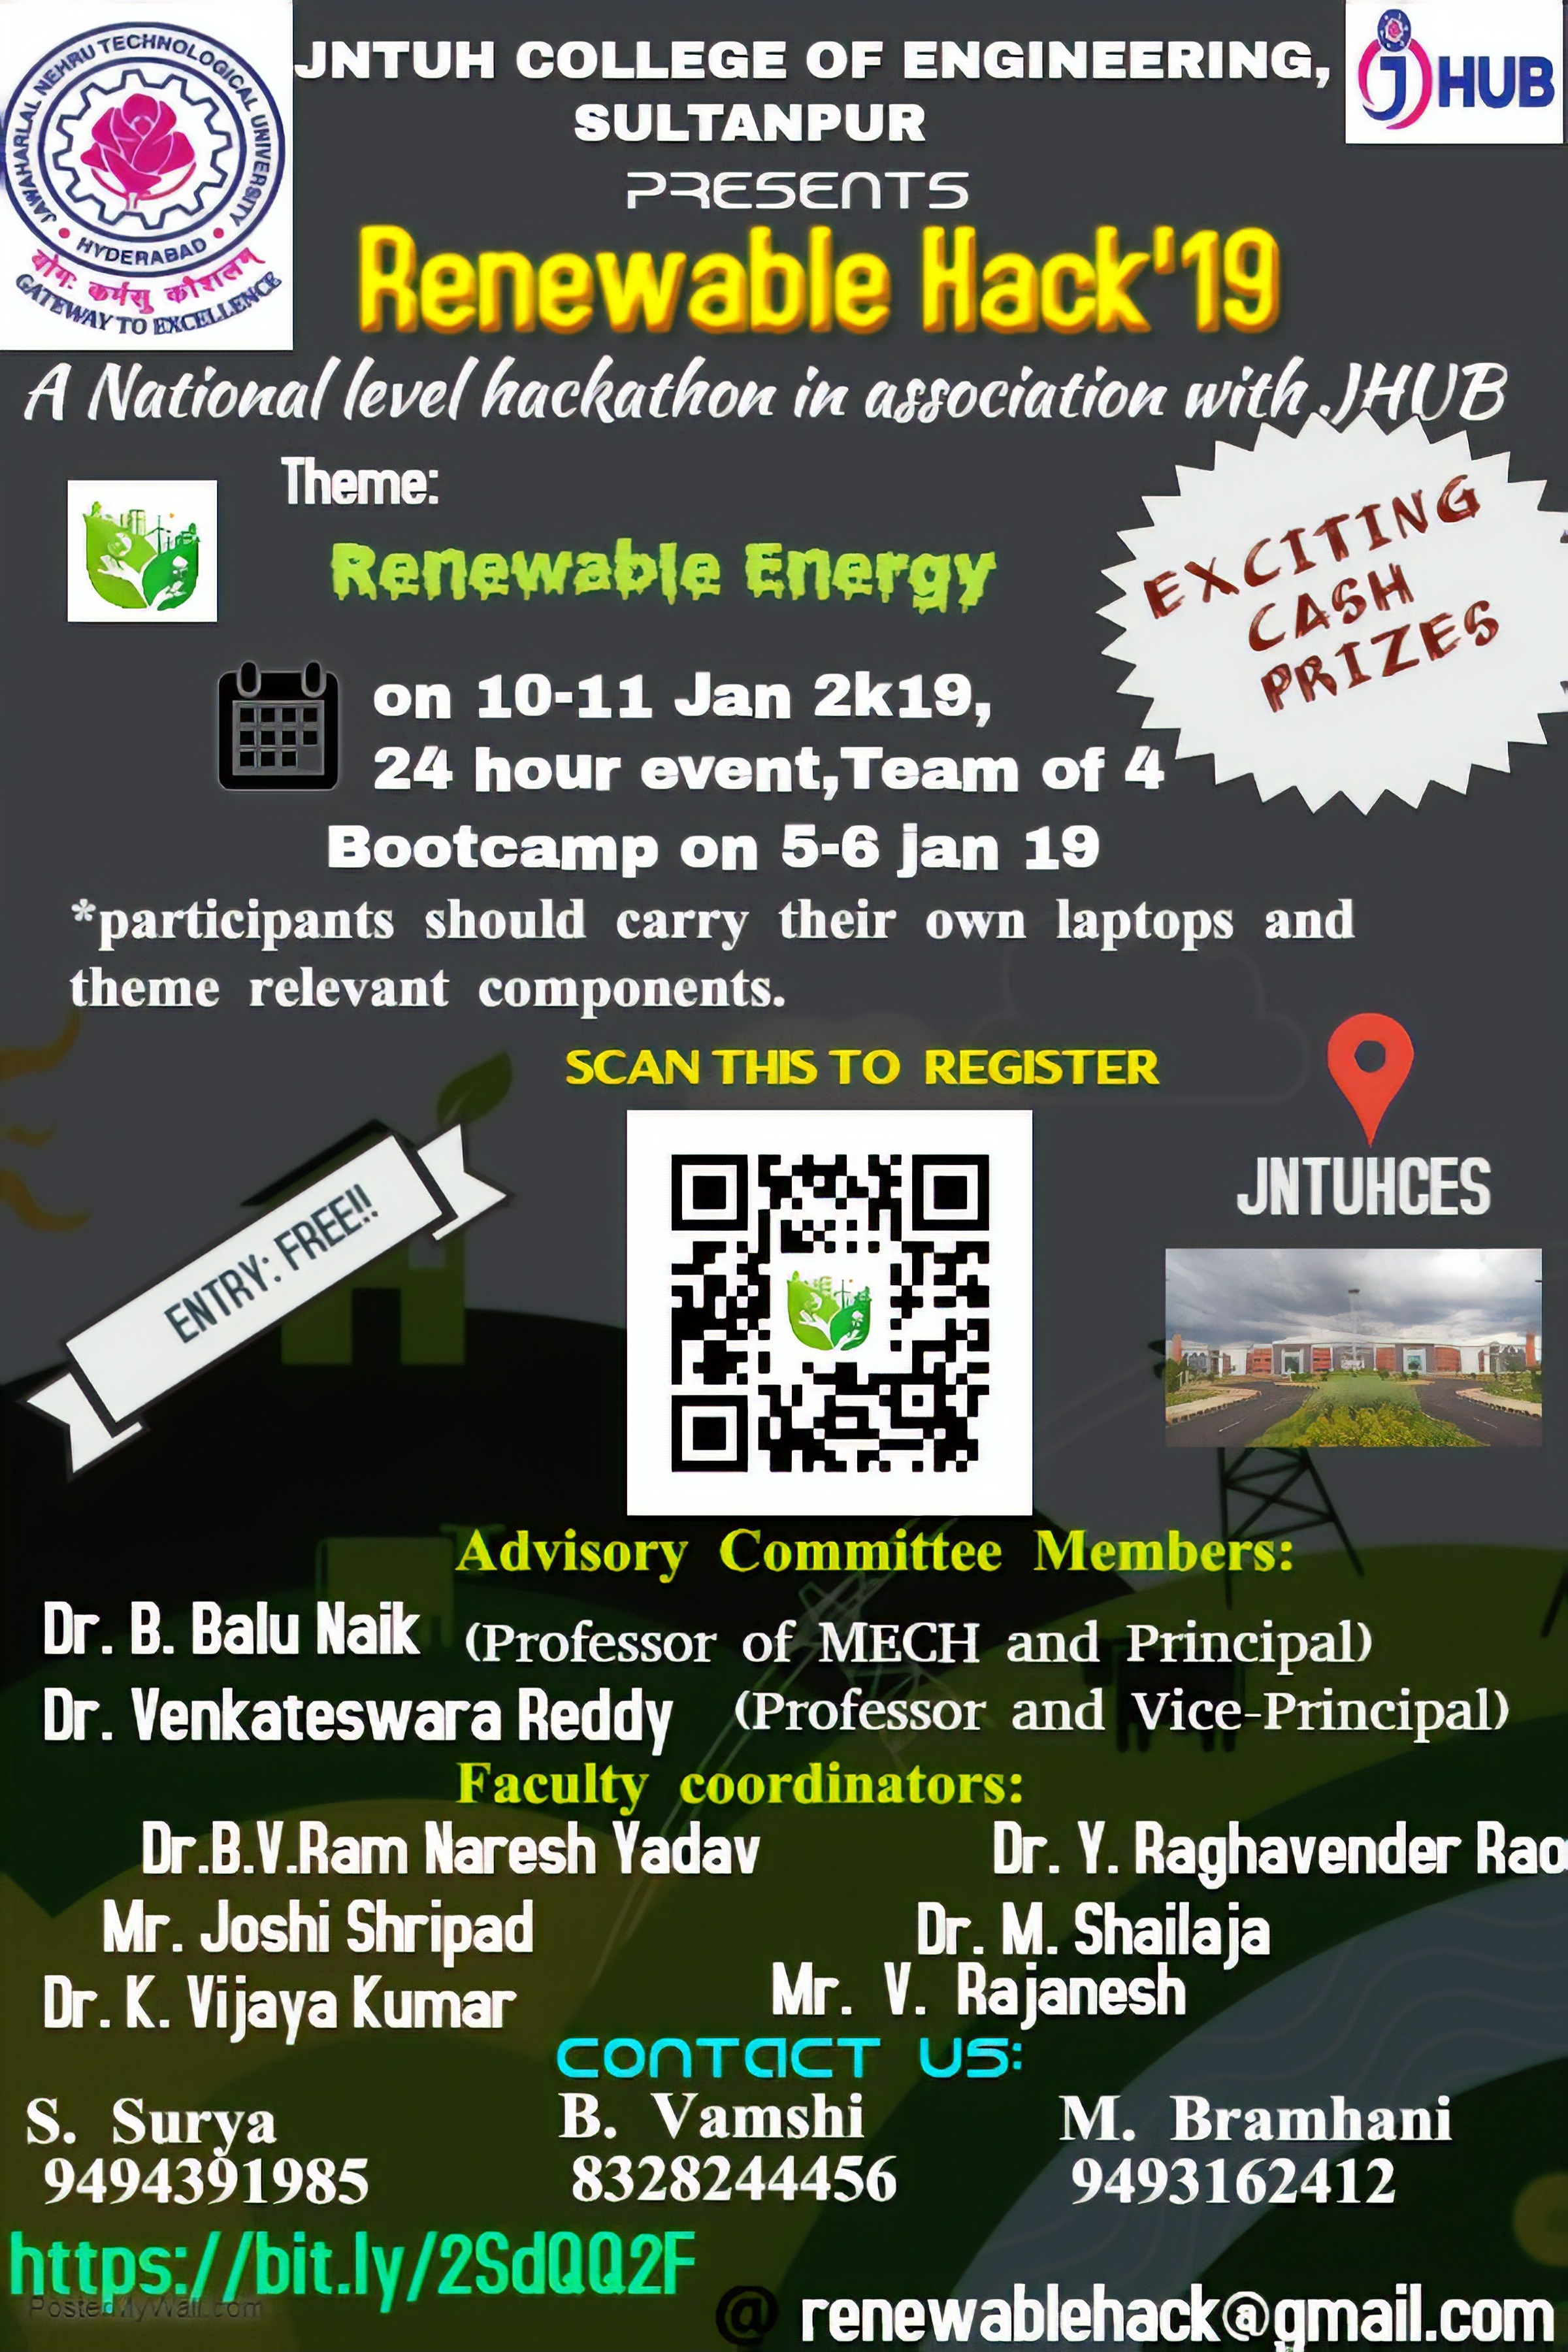 JAWAHARLAL NEHRU TECHNOLOGICAL UNIVERSITY
HYDERABAD
योगः कर्मसु कौशलम्
GATEWAY TO EXCELLENCE
JNTUH COLLEGE OF ENGINEERING,
SULTANPUR
J HUB
PRESENTS
Renewable Hack'19
A National level hackathon in association with JHUB
Theme:
Renewable Energy
EXCITING
CASH
PRIZES
on 10-11 Jan 2k19,
24 hour event,Team of 4
Bootcamp on 5-6 jan 19
*participants should carry their own laptops and
theme relevant components.
SCAN THIS TO REGISTER
ENTRY: FREE!!
JNTUHCES
Advisory Committee Members:
Dr. B. Balu Naik (Professor of MECH and Principal)
Dr. Venkateswara Reddy (Professor and Vice-Principal)
Faculty coordinators:
Dr.B.V.Ram Naresh Yadav Dr. Y. Raghavender Rao
Mr. Joshi Shripad Dr. M. Shailaja
Dr. K. Vijaya Kumar Mr. V. Rajanesh
CONTACT US:
S. Surya B. Vamshi M. Bramhani
9494391985 8328244456 9493162412
https://bit.ly/2SdQQ2F
PosterMyWall.com
@ renewablehack@gmail.com